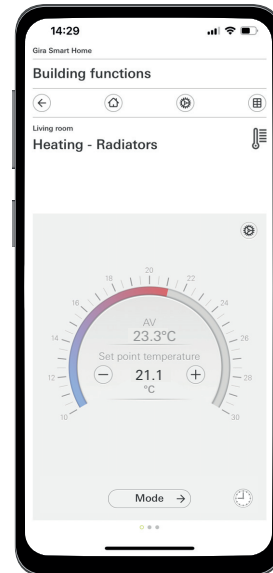 14:29
Gira Smart Home
Building functions
Living room
Heating - Radiators
20
18
22
16
24
14
26
12
28
10
30
AV
23.3°C
Set point temperature
21.1
°C
Mode